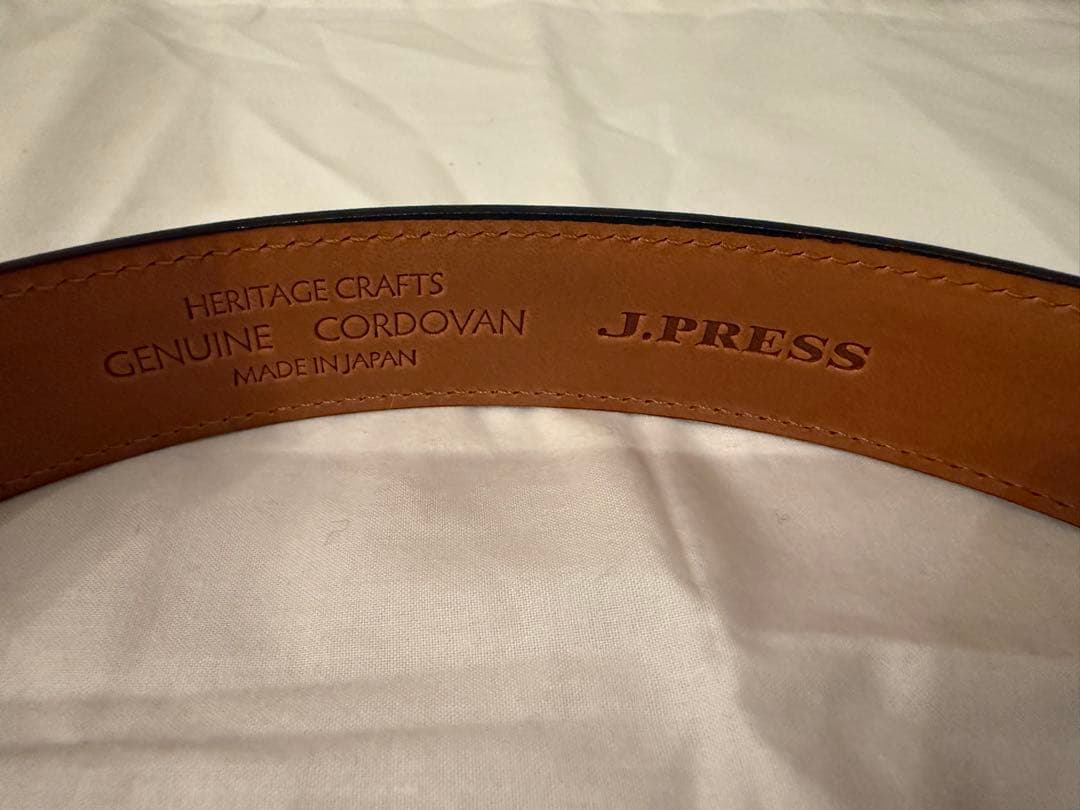 HERITAGE CRAFTS
GENUINE CORDOVAN
MADE IN JAPAN
J.PRESS